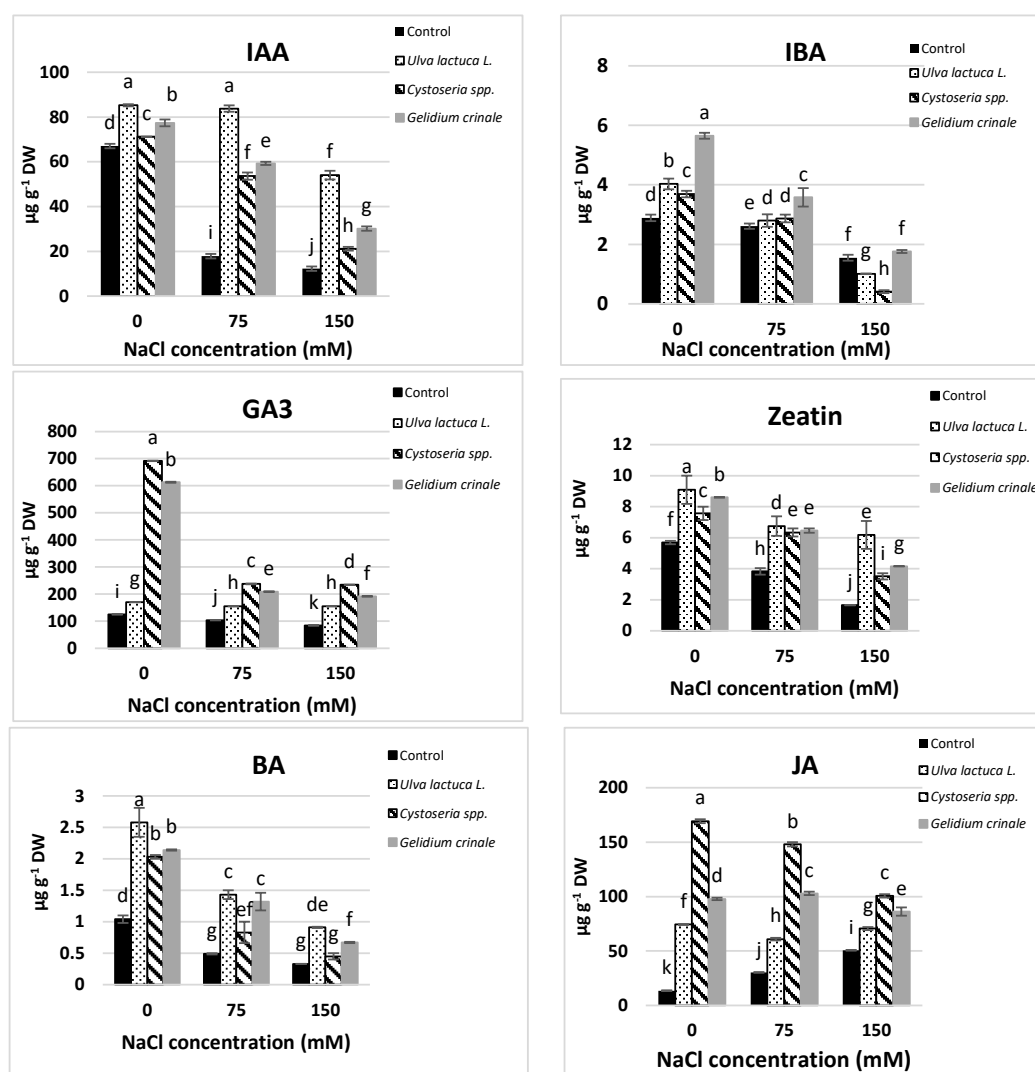 IAA
Control
Ulva lactuca L.
Cystoseria spp.
Gelidium crinale
µg g-1 DW
100
80
60
40
20
0
d a c b
i a f e
j f h g
0 75 150
NaCl concentration (mM)
IBA
Control
Ulva lactuca L.
Cystoseria spp.
Gelidium crinale
µg g-1 DW
8
6
4
2
0
d b c a
e d d c
f g h f
0 75 150
NaCl concentration (mM)
GA3
Control
Ulva lactuca L.
Cystoseria spp.
Gelidium crinale
µg g-1 DW
800
700
600
500
400
300
200
100
0
i g a b
j h c e
k h d f
0 75 150
NaCl concentration (mM)
Zeatin
Control
Ulva lactuca L.
Cystoseria spp.
Gelidium crinale
µg g-1 DW
12
10
8
6
4
2
0
f a c b
h d e e
j e i g
0 75 150
NaCl concentration (mM)
BA
Control
Ulva lactuca L.
Cystoseria spp.
Gelidium crinale
µg g-1 DW
3
2.5
2
1.5
1
0.5
0
d a b b
g c ef c
g de g f
0 75 150
NaCl concentration (mM)
JA
Control
Ulva lactuca L.
Cystoseria spp.
Gelidium crinale
µg g-1 DW
200
150
100
50
0
k f a d
j h b c
i g c e
0 75 150
NaCl concentration (mM)